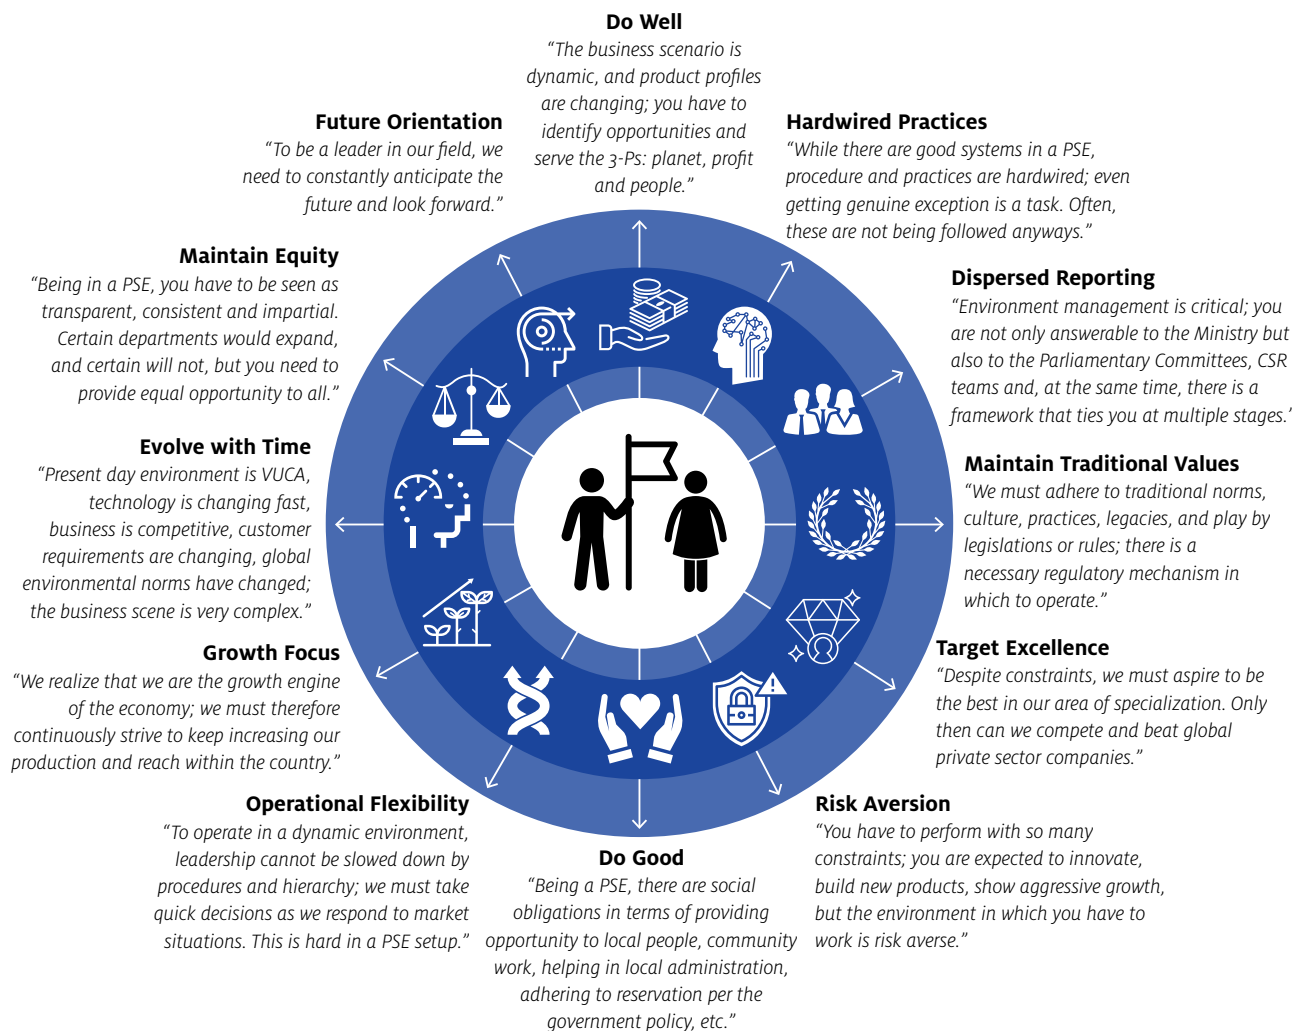 Do Well
“The business scenario is
dynamic, and product profiles
are changing; you have to
identify opportunities and
serve the 3-Ps: planet, profit
and people.”
Hardwired Practices
“While there are good systems in a PSE,
procedure and practices are hardwired; even
getting genuine exception is a task. Often,
these are not being followed anyways.”
Dispersed Reporting
“Environment management is critical; you
are not only answerable to the Ministry but
also to the Parliamentary Committees, CSR
teams and, at the same time, there is a
framework that ties you at multiple stages.’
Maintain Traditional Values
“We must adhere to traditional norms,
culture, practices, legacies, and play by
legislations or rules; there is a
necessary regulatory mechanism in
which to operate.”
Target Excellence
“Despite constraints, we must aspire to be
the best in our area of specialization. Only
then can we compete and beat global
private sector companies.”
Risk Aversion
“You have to perform with so many
constraints; you are expected to innovate,
build new products, show aggressive growth,
but the environment in which you have to
work is risk averse.”
Do Good
“Being a PSE, there are social
obligations in terms of providing
opportunity to local people, community
work, helping in local administration,
adhering to reservation per the
government policy, etc.”
Operational Flexibility
“To operate in a dynamic environment,
leadership cannot be slowed down by
procedures and hierarchy; we must take
quick decisions as we respond to market
situations. This is hard in a PSE setup.”
Growth Focus
“We realize that we are the growth engine
of the economy; we must therefore
continuously strive to keep increasing our
production and reach within the country.”
Evolve with Time
“Present day environment is VUCA,
technology is changing fast,
business is competitive, customer
requirements are changing, global
environmental norms have changed;
the business scene is very complex.”
Maintain Equity
“Being in a PSE, you have to be seen as
transparent, consistent and impartial.
Certain departments would expand,
and certain will not, but you need to
provide equal opportunity to all.”
Future Orientation
“To be a leader in our field, we
need to constantly anticipate the
future and look forward.”